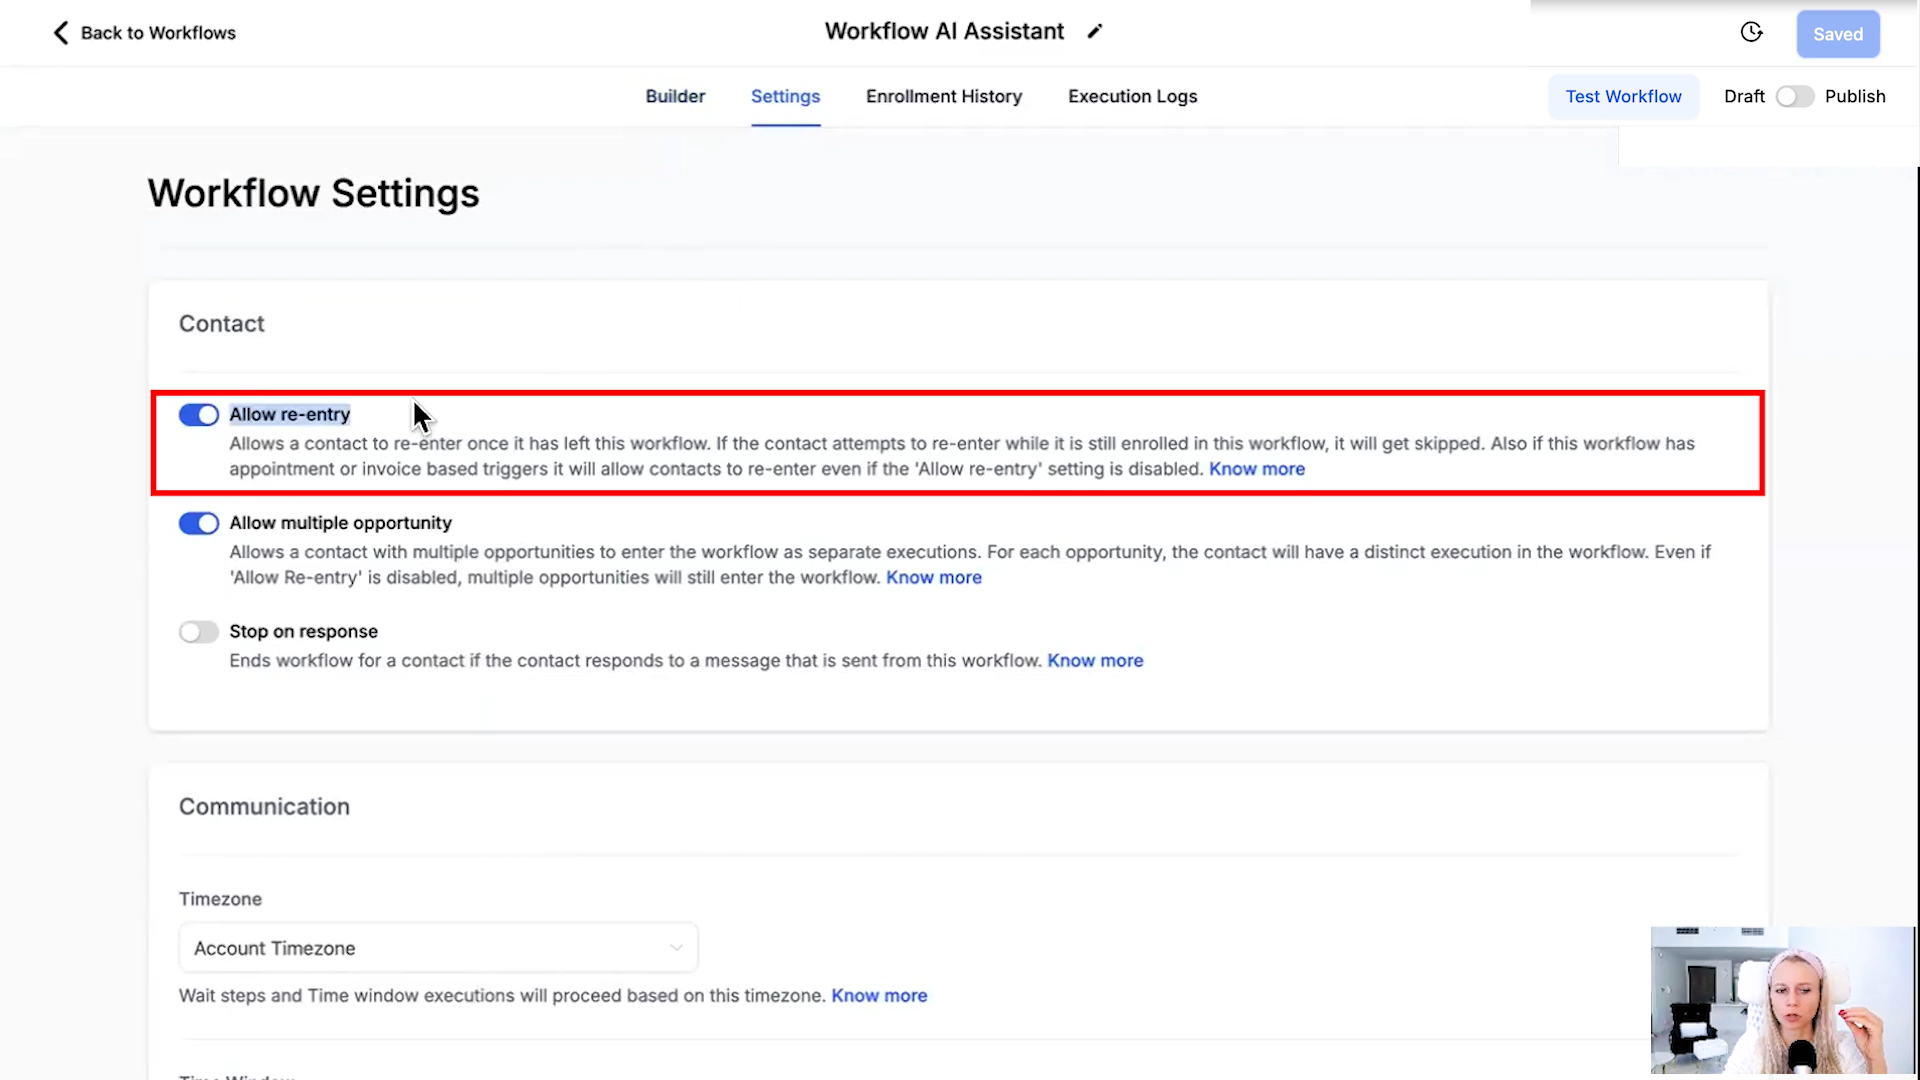 Back to Workflows
Workflow AI Assistant
Saved
Builder
Settings
Enrollment History
Execution Logs
Test Workflow
Draft
Publish
Workflow Settings
Contact
Allow re-entry
Allows a contact to re-enter once it has left this workflow. If the contact attempts to re-enter while it is still enrolled in this workflow, it will get skipped. Also if this workflow has
appointment or invoice based triggers it will allow contacts to re-enter even if the 'Allow re-entry' setting is disabled. Know more
Allow multiple opportunity
Allows a contact with multiple opportunities to enter the workflow as separate executions. For each opportunity, the contact will have a distinct execution in the workflow. Even if
'Allow Re-entry' is disabled, multiple opportunities will still enter the workflow. Know more
Stop on response
Ends workflow for a contact if the contact responds to a message that is sent from this workflow. Know more
Communication
Timezone
Account Timezone
Wait steps and Time window executions will proceed based on this timezone. Know more
Time Window